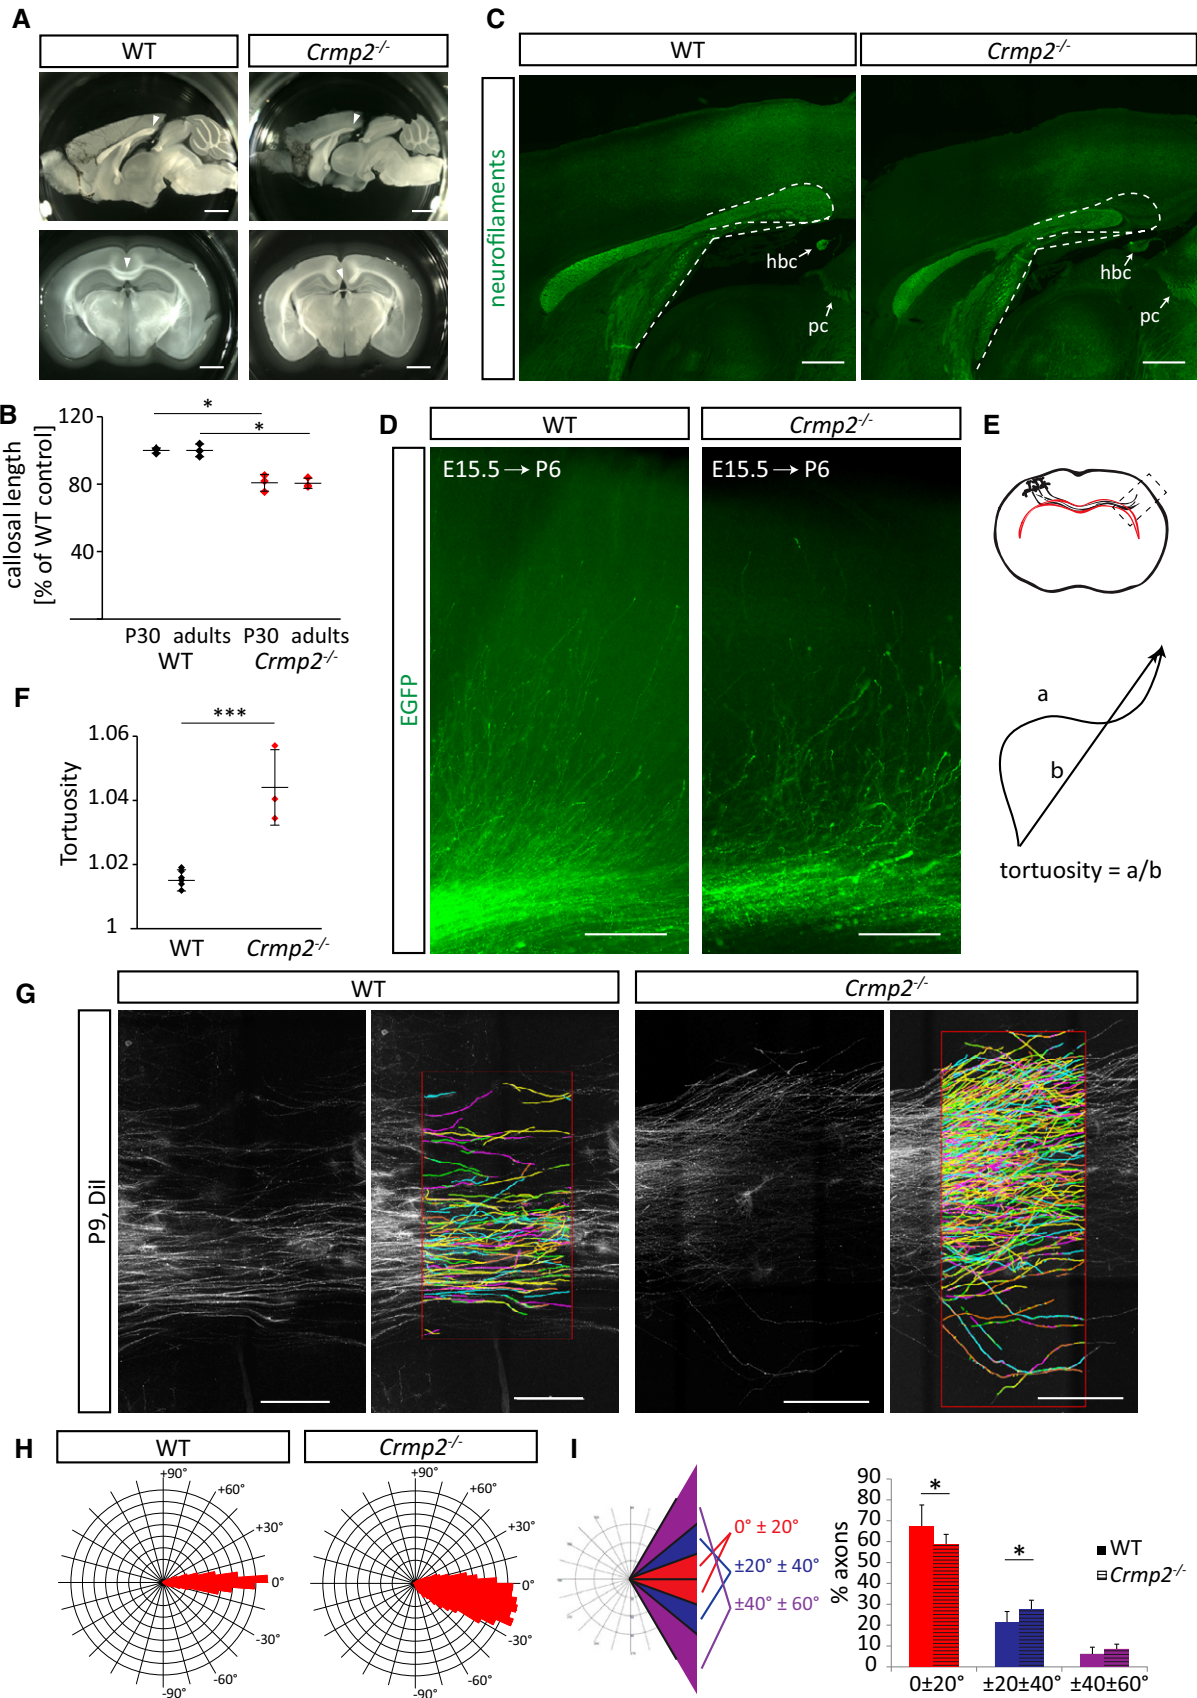 A
WT
Crmp2-/-
C
WT
Crmp2-/-
neurofilaments
hbc
pc
hbc
pc
B
callosal length
[% of WT control]
120
80
40
*
*
P30 adults P30 adults
WT Crmp2-/-
D
WT
Crmp2-/-
EGFP
E15.5 → P6
E15.5 → P6
E
a
b
tortuosity = a/b
F
Tortuosity
***
1.06
1.04
1.02
1
WT Crmp2-/-
G
WT
Crmp2-/-
P9, DiI
H
WT
Crmp2-/-
+90°
+60°
+30°
0°
-30°
-60°
-90°
+90°
+60°
+30°
0°
-30°
-60°
-90°
I
0° ± 20°
±20° ± 40°
±40° ± 60°
% axons
90
80
70
60
50
40
30
20
10
0
*
*
WT
Crmp2-/-
0±20° ±20±40° ±40±60°